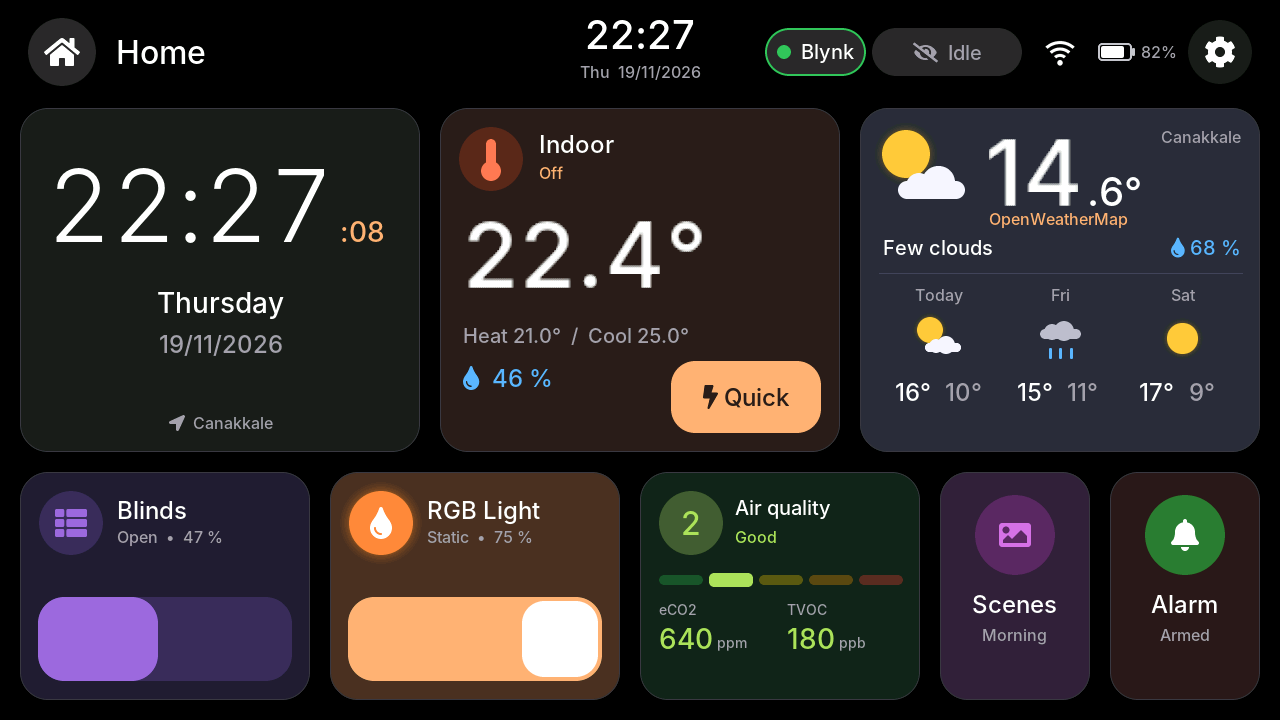 Home
22:27
Thu 19/11/2026
Blynk
Idle
82%
22:27 :08
Thursday
19/11/2026
Canakkale
Indoor
Off
22.4°
Heat 21.0° / Cool 25.0°
46 %
Quick
Canakkale
14.6°
OpenWeatherMap
Few clouds
68 %
Today Fri Sat
16° 10° 15° 11° 17° 9°
Blinds
Open • 47 %
RGB Light
Static • 75 %
2
Air quality
Good
eCO2 TVOC
640 ppm 180 ppb
Scenes
Morning
Alarm
Armed